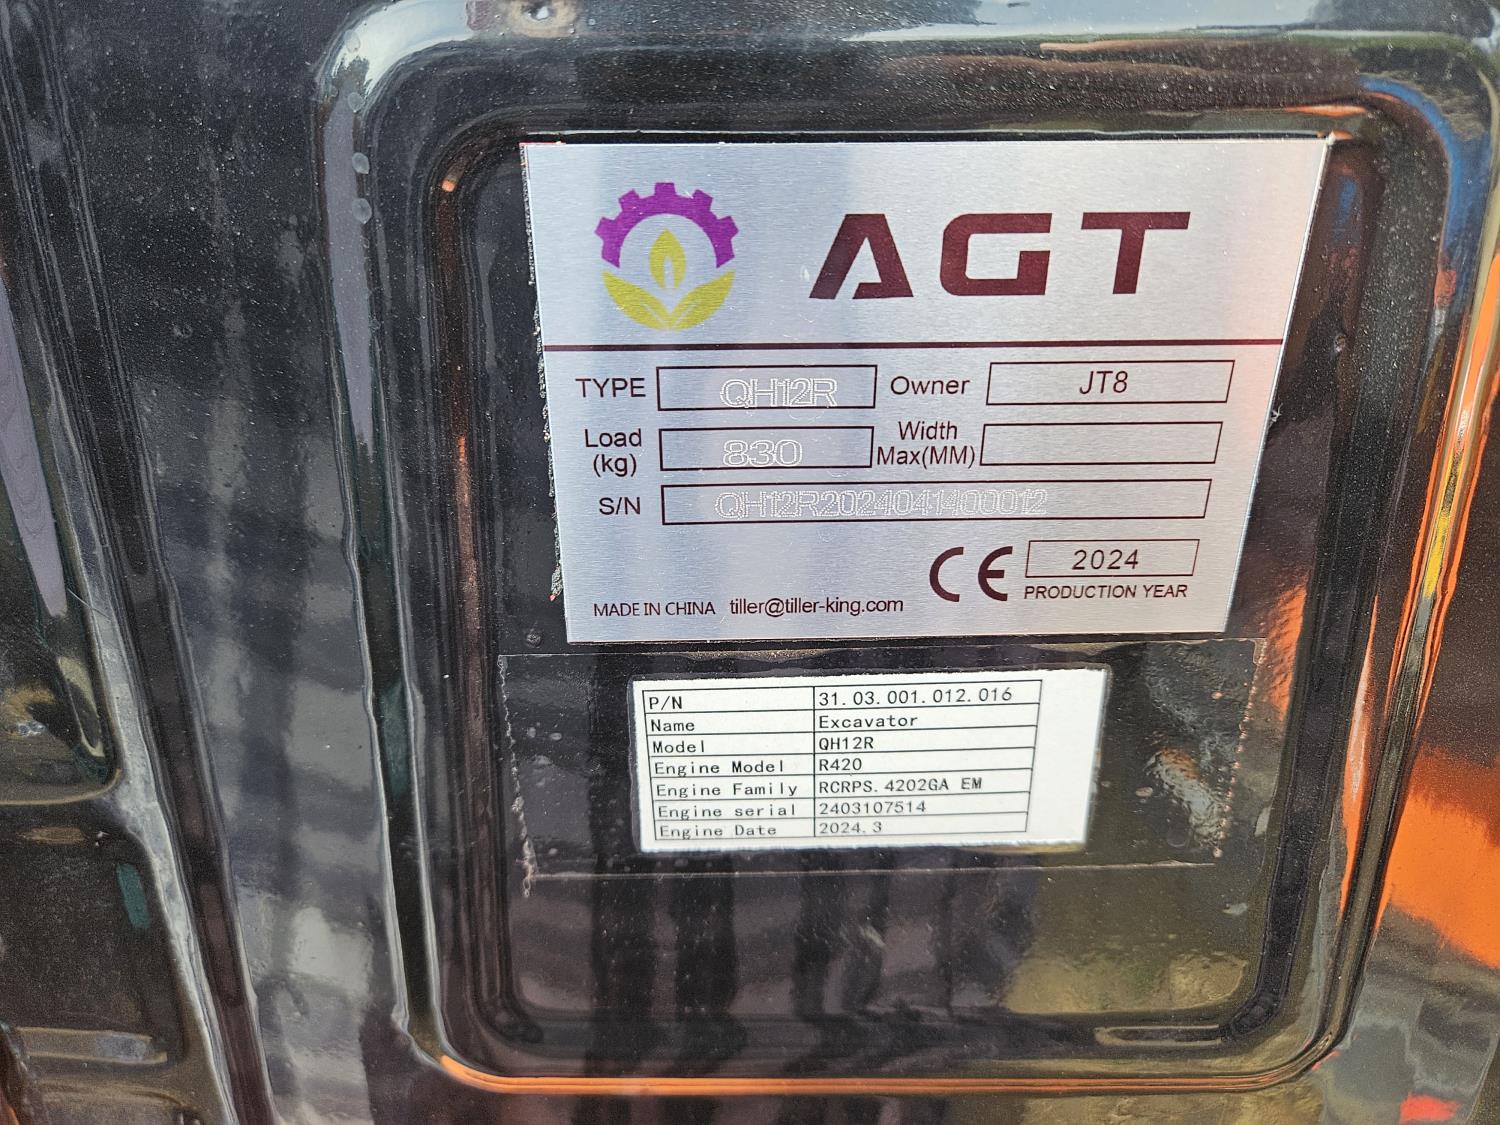 AGT
TYPE QH12R Owner JT8
Load (kg) 830 Width Max(MM)
S/N QH12R2024041400012
CE 2024
PRODUCTION YEAR
MADE IN CHINA tiller@tiller-king.com
P/N 31.03.001.012.016
Name Excavator
Model QH12R
Engine Model R420
Engine Family RCRPS.4202GA EM
Engine serial 2403107514
Engine Date 2024.3